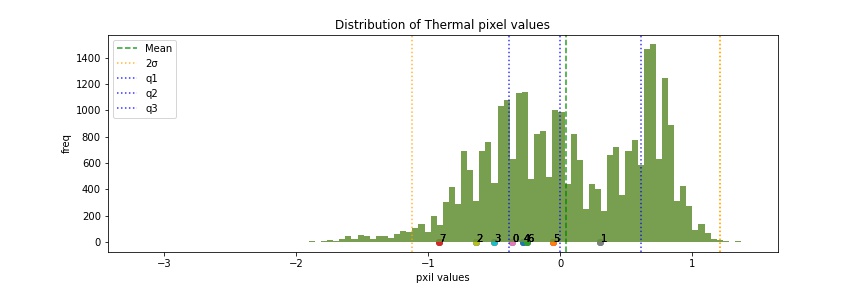 Distribution of Thermal pixel values
Mean
2σ
q1
q2
q3
freq
1400
1200
1000
800
600
400
200
0
7 2 3 0 4 6 5 1
−3 −2 −1 0 1
pxil values